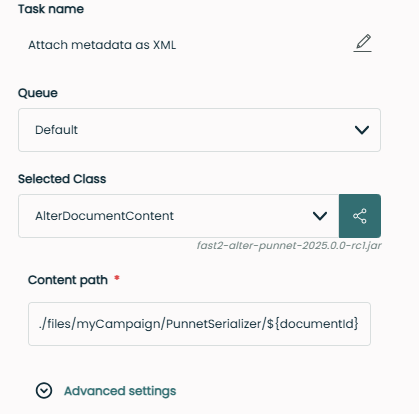 Task name
Attach metadata as XML
Queue
Default
Selected Class
AlterDocumentContent
fast2-alter-punnet-2025.0.0-rc1.jar
Content path *
./files/myCampaign/PunnetSerializer/${documentId}
Advanced settings